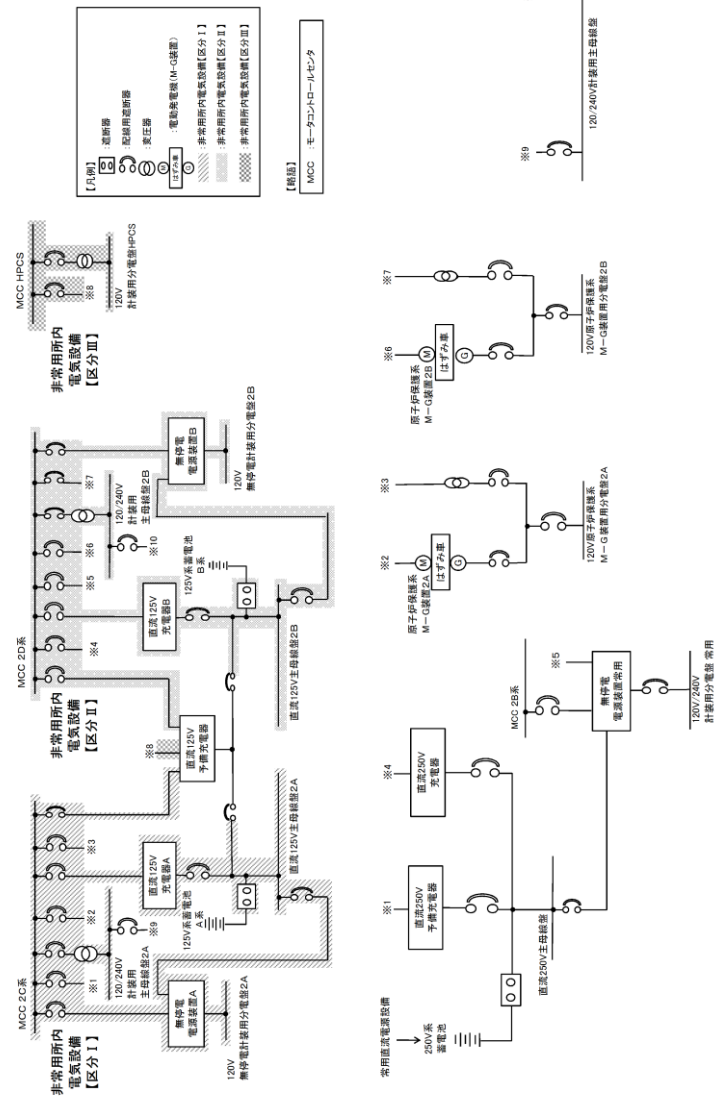 非常用所内
電気設備
【区分Ⅰ】
MCC 2C系
※1
※2
※3
120/240V
計装用
主母線盤2A
※9
無停電
電源装置A
120V
無停電計装用分電盤2A
直流125V
充電器A
125V系蓄電池
A系
直流125V主母線盤2A
※8
直流125V
予備充電器
非常用所内
電気設備
【区分Ⅱ】
MCC 2D系
※4
※5
※6
※7
直流125V
充電器B
120/240V
計装用
主母線盤2B
※10
125V系蓄電池
B系
直流125V主母線盤2B
無停電
電源装置B
120V
無停電計装用分電盤2B
非常用所内
電気設備
【区分Ⅲ】
MCC HPCS
※8
120V
計装用分電盤HPCS
【凡例】
:遮断器
:配線用遮断器
:変圧器
M
はずみ車
G
:電動発電機(M-G装置)
:非常用所内電気設備【区分Ⅰ】
:非常用所内電気設備【区分Ⅱ】
:非常用所内電気設備【区分Ⅲ】
【略語】
MCC :モータコントロールセンタ
常用直流電源設備
250V系
蓄電池
※1
直流250V
予備充電器
※4
直流250V
充電器
直流250V主母線盤
MCC 2B系
※5
無停電
電源装置常用
120V/240V
計装用分電盤 常用
※2
※3
原子炉保護系
M-G装置2A
M
はずみ車
G
120V原子炉保護系
M-G装置用分電盤2A
※6
※7
原子炉保護系
M-G装置2B
M
はずみ車
G
120V原子炉保護系
M-G装置用分電盤2B
※9
120/240V計装用主母線盤